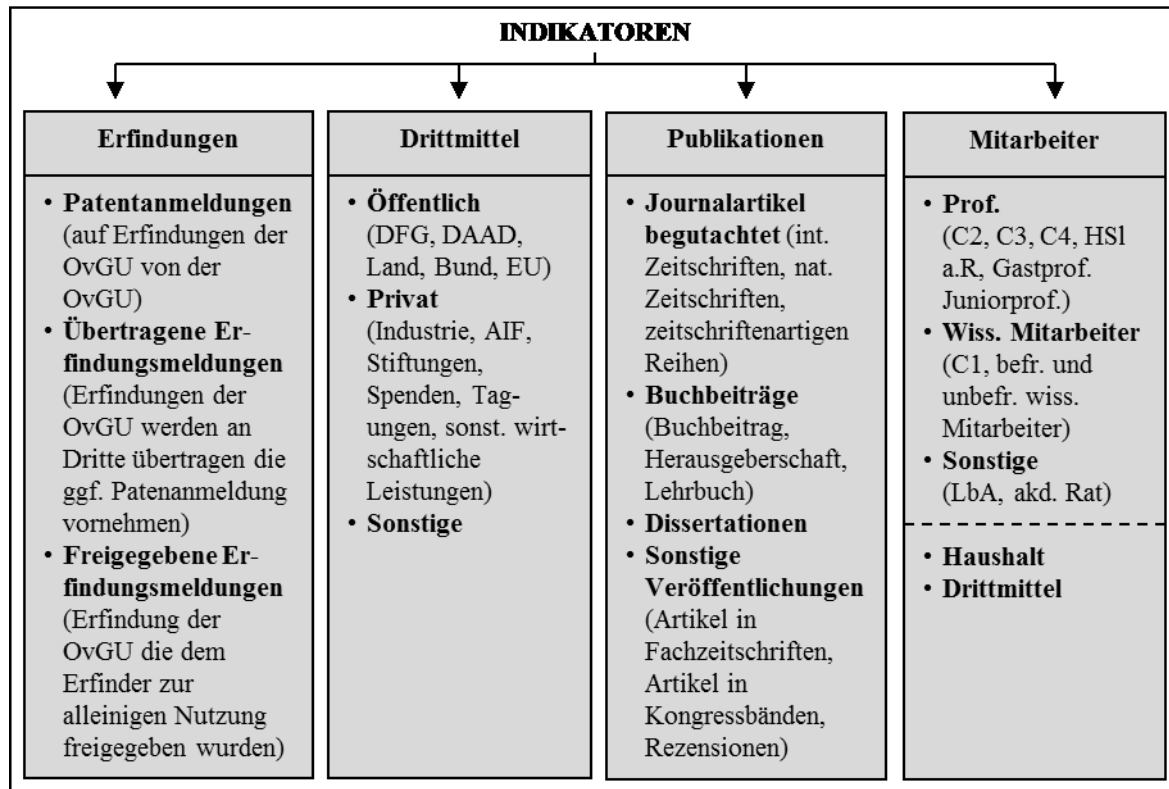 INDIKATOREN
Erfindungen
• Patentanmeldungen
(auf Erfindungen der
OvGU von der
OvGU)
• Übertragene Er-
findungsmeldungen
(Erfindungen der
OvGU werden an
Dritte übertragen die
ggf. Patenanmeldung
vornehmen)
• Freigegebene Er-
findungsmeldungen
(Erfindung der
OvGU die dem
Erfinder zur
alleinigen Nutzung
freigegeben wurden)
Drittmittel
• Öffentlich
(DFG, DAAD,
Land, Bund, EU)
• Privat
(Industrie, AIF,
Stiftungen,
Spenden, Tag-
ungen, sonst. wirt-
schaftliche
Leistungen)
• Sonstige
Publikationen
• Journalartikel
begutachtet (int.
Zeitschriften, nat.
Zeitschriften,
zeitschriftenartigen
Reihen)
• Buchbeiträge
(Buchbeitrag,
Herausgeberschaft,
Lehrbuch)
• Dissertationen
• Sonstige
Veröffentlichungen
(Artikel in
Fachzeitschriften,
Artikel in
Kongressbänden,
Rezensionen)
Mitarbeiter
• Prof.
(C2, C3, C4, HSl
a.R, Gastprof.
Juniorprof.)
• Wiss. Mitarbeiter
(C1, befr. und
unbefr. wiss.
Mitarbeiter)
• Sonstige
(LbA, akd. Rat)
• Haushalt
• Drittmittel